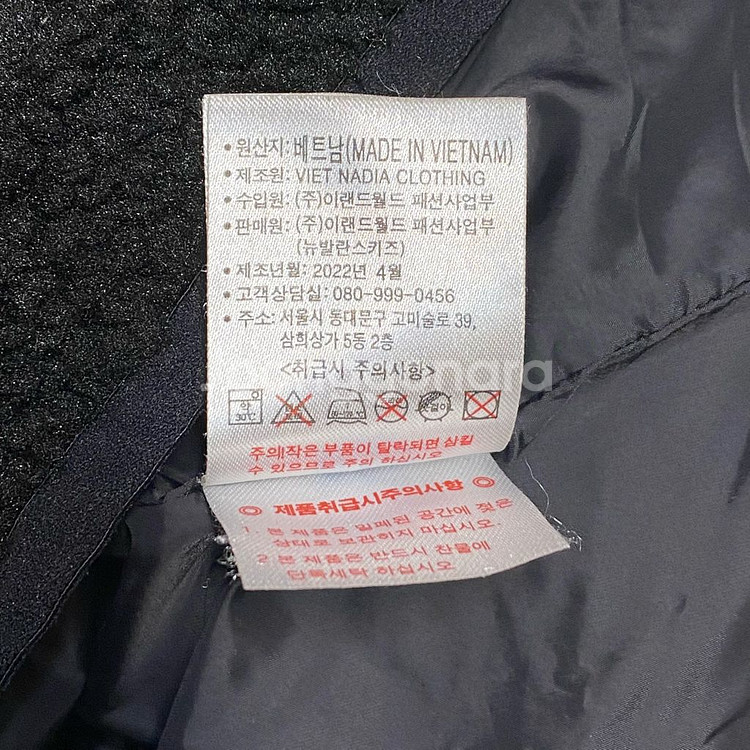 • 원산지: 베트남(MADE IN VIETNAM)
• 제조원: VIET NADIA CLOTHING
• 수입원: (주)이랜드월드 패션사업부
• 판매원: (주)이랜드월드 패션사업부
(뉴발란스키즈)
• 제조년월: 2022년 4월
• 고객상담실: 080-999-0456
• 주소: 서울시 동대문구 고미술로 39,
삼희상가 5동 2층
<취급시 주의사항>
약 30℃
주의!작은 부품이 탈락되면 삼킬
수 있으므로 주의 하십시오
◎ 제품취급시주의사항 ◎
1 본 제품은 밀폐된 공간에 젖은
상태로 보관하지 마십시오.
2 본 제품은 반드시 찬물에
단독세탁 하십시오